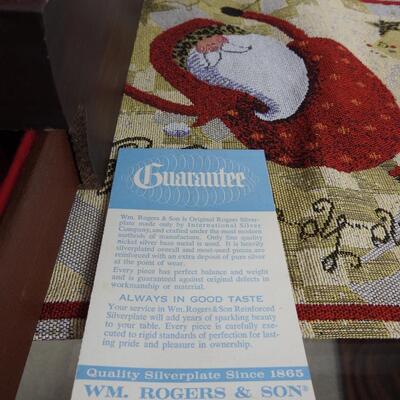 Guarantee
Wm. Rogers & Son is Original Rogers Silver-
plate made only by International Silver
Company, and crafted under the most modern
methods of manufacture. Only fine quality
nickel silver base metal is used. It is heavily
silverplated overall and most-used pieces are
reinforced with an extra deposit of pure silver
at the point of wear.
Every piece has perfect balance and weight
and is guaranteed against original defects in
workmanship or material.
ALWAYS IN GOOD TASTE
Your service in Wm. Rogers & Son Reinforced
Silverplate will add years of sparkling beauty
to your table. Every piece is carefully exe-
cuted to rigid standards of perfection for last-
ing pride and pleasure in ownership.
Quality Silverplate Since 1865
WM. ROGERS & SON®